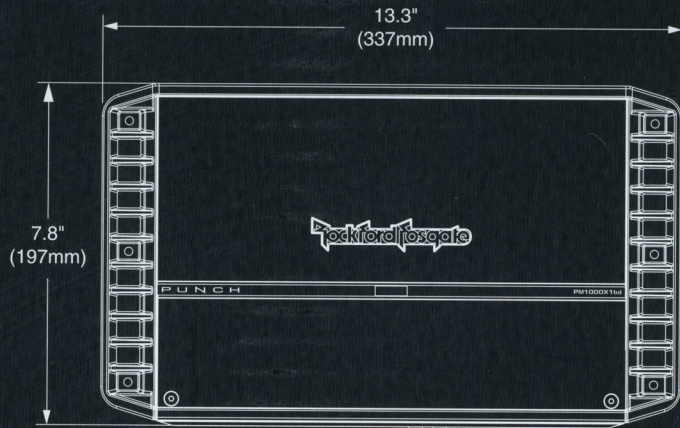 13.3"
(337mm)
7.8"
(197mm)
Rockford Fosgate
PUNCH
PM1000X1bd